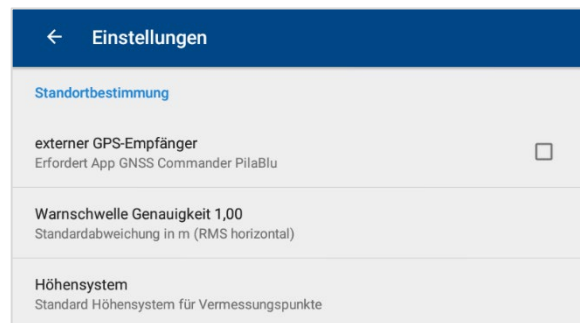 Einstellungen
Standortbestimmung
externer GPS-Empfänger
Erfordert App GNSS Commander PilaBlu
Warnschwelle Genauigkeit 1,00
Standardabweichung in m (RMS horizontal)
Höhensystem
Standard Höhensystem für Vermessungspunkte